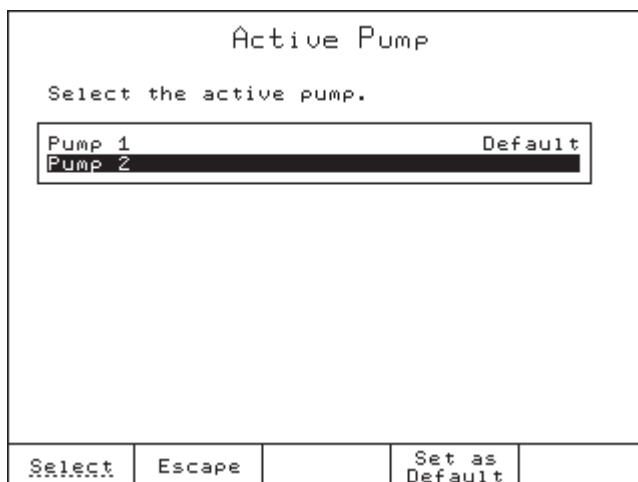 Active Pump
Select the active pump.
Pump 1 Default
Pump 2
Select Escape Set as Default